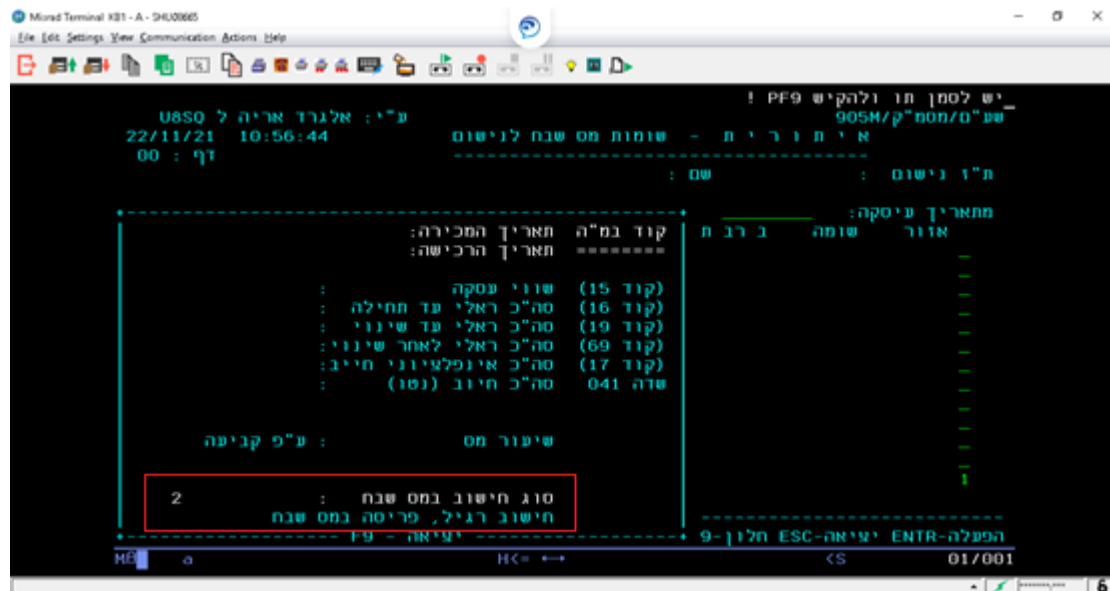 Micrad Terminal KB1 - A - SHU08665
File Edit Settings View Communication Actions Help
יש לסמן תו ולהקיש PF9 !
שע"ם/מסמ"ק/905M
ע"י: אלגרד אריה ל U8SQ
א י ת ו ר י ת - שומות מס שבח לנישום
22/11/21 10:56:44
דף : 00
ת"ז נישום : שם :
מתאריך עיסקה:
אזור שומה ב רב ת
קוד במ"ה תאריך המכירה:
======== תאריך הרכישה:
(קוד 15) שווי עסקה :
(קוד 16) סה"כ ראלי עד תחילה :
(קוד 19) סה"כ ראלי עד שינוי :
(קוד 69) סה"כ ראלי לאחר שינוי:
(קוד 17) סה"כ אינפלציוני חייב:
שדה 041 סה"כ חיוב (נטו) :
שיעור מס : ע"פ קביעה
1
סוג חישוב במס שבח : 2
חישוב רגיל, פריסה במס שבח
יציאה - F9
הפעלה-ENTR יציאה-ESC חלון-9
MA a H<= ↔ <S 01/001